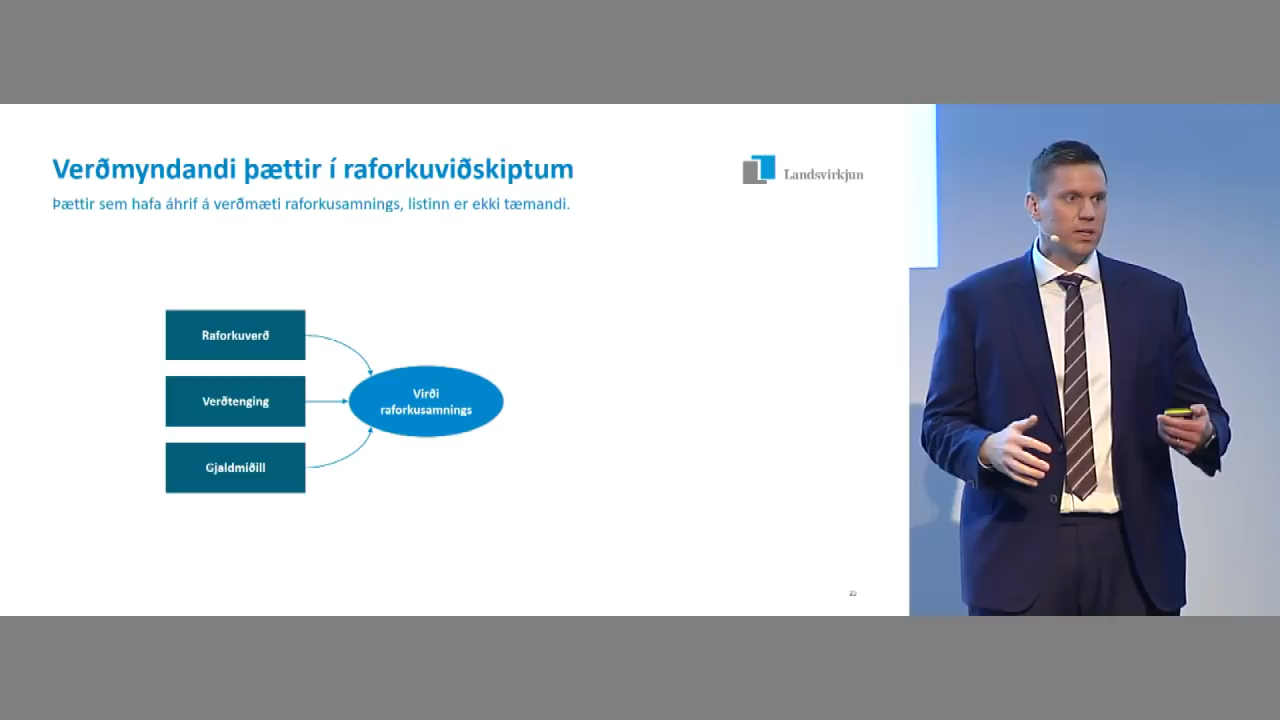 Verðmyndandi þættir í raforkuviðskiptum
Landsvirkjun
Þættir sem hafa áhrif á verðmæti raforkusamnings, listinn er ekki tæmandi.
Raforkuverð
Verðtenging
Gjaldmiðill
Virði
raforkusamnings